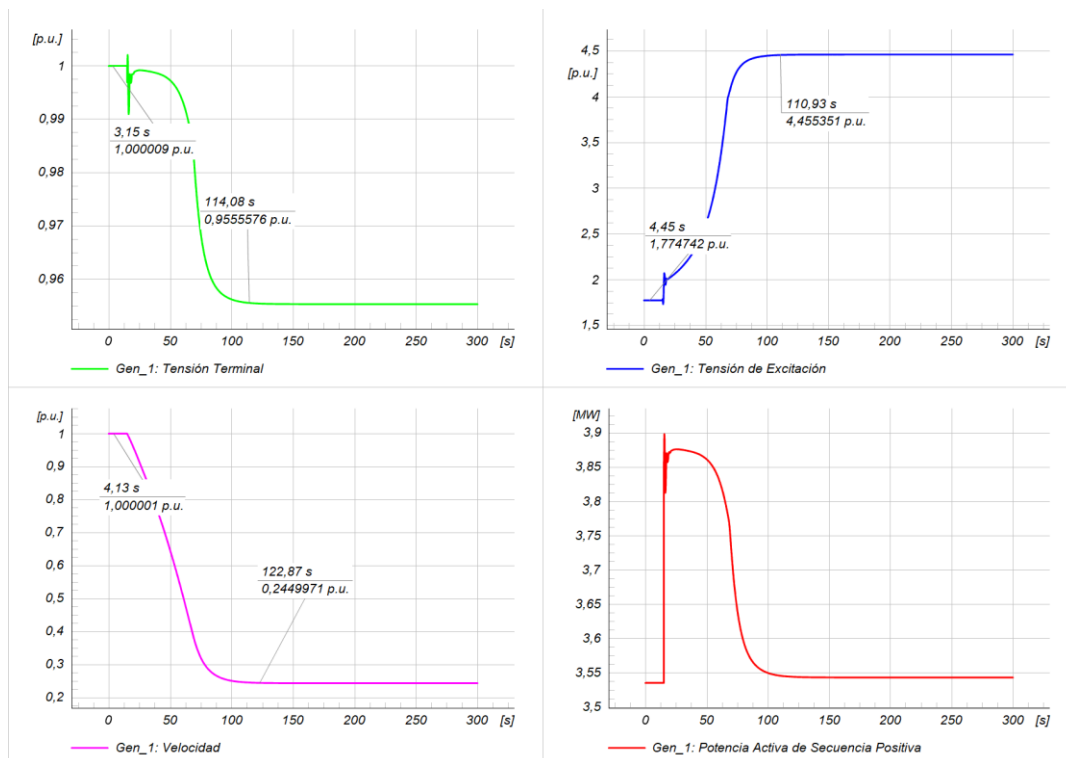 [p.u.]
1
0,99
0,98
0,97
0,96
3,15 s
1,000009 p.u.
114,08 s
0,9555576 p.u.
0 50 100 150 200 250 300 [s]
Gen_1: Tensión Terminal
4,5
[p.u.]
4
3,5
3
2,5
2
1,5
110,93 s
4,455351 p.u.
4,45 s
1,774742 p.u.
0 50 100 150 200 250 300 [s]
Gen_1: Tensión de Excitación
[p.u.]
1
0,9
0,8
0,7
0,6
0,5
0,4
0,3
0,2
4,13 s
1,000001 p.u.
122,87 s
0,2449971 p.u.
0 50 100 150 200 250 300 [s]
Gen_1: Velocidad
[MW]
3,9
3,85
3,8
3,75
3,7
3,65
3,6
3,55
3,5
0 50 100 150 200 250 300 [s]
Gen_1: Potencia Activa de Secuencia Positiva